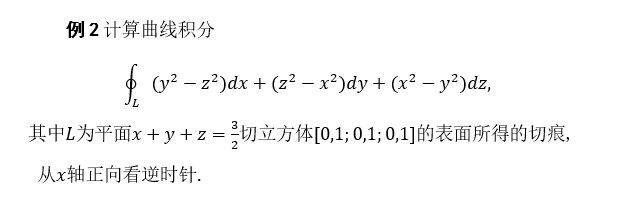 例 2 计算曲线积分
∮_L (y² − z²)dx + (z² − x²)dy + (x² − y²)dz,
其中L为平面x + y + z = 3/2切立方体[0,1; 0,1; 0,1]的表面所得的切痕，
从x轴正向看逆时针.